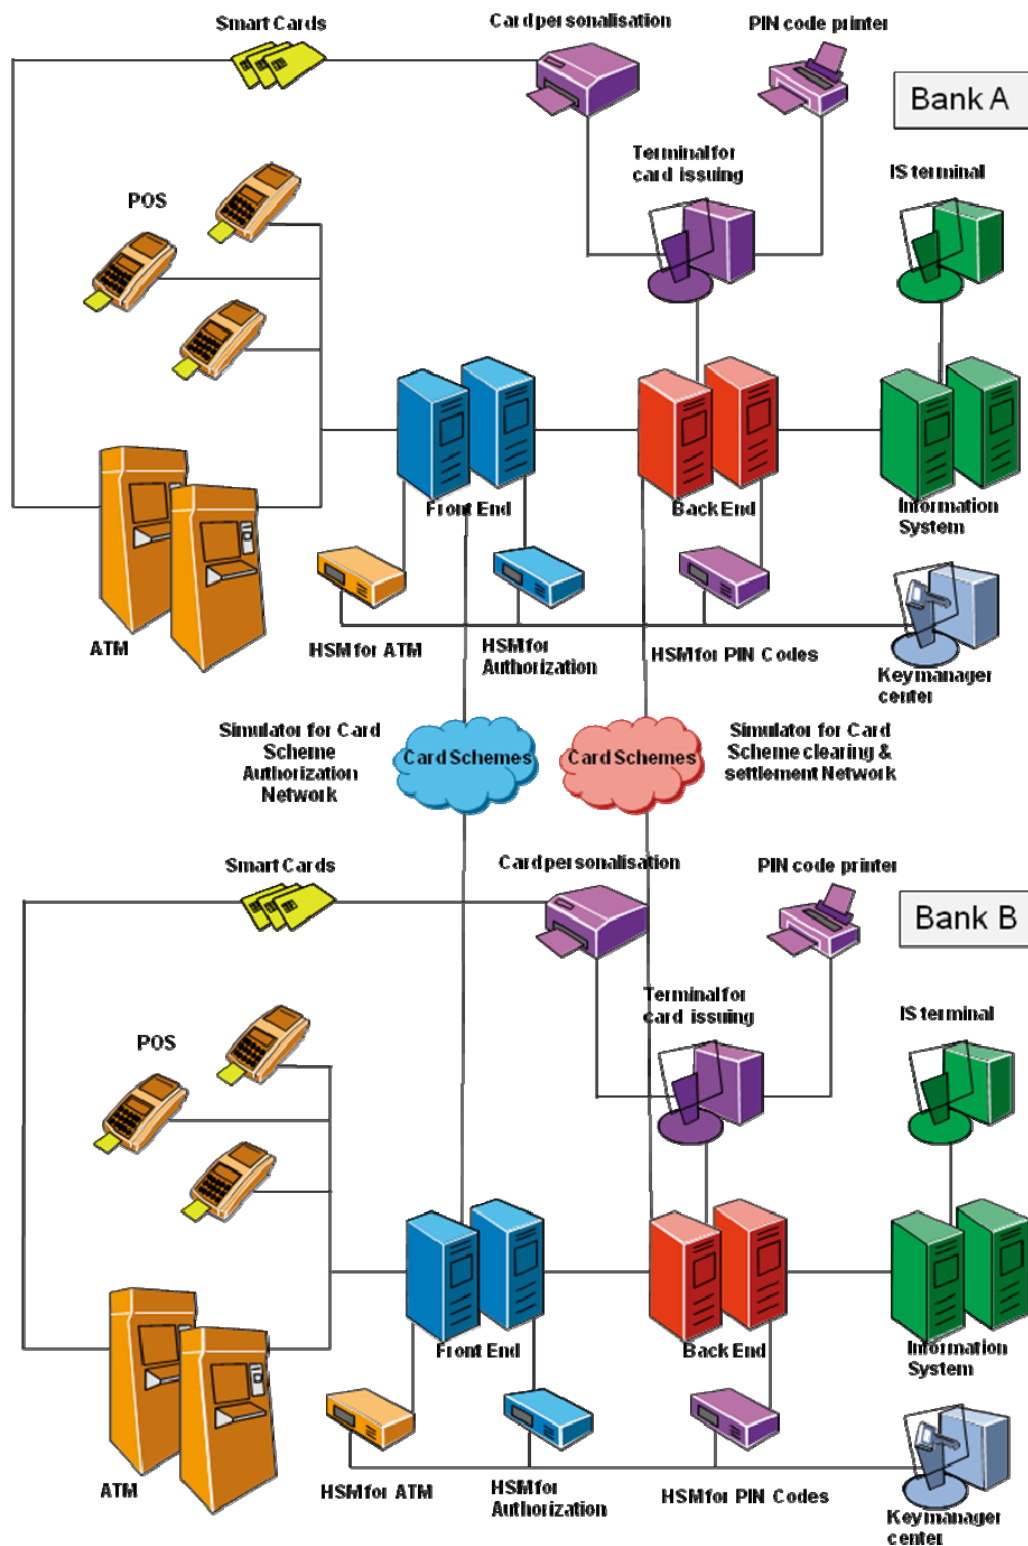 Smart Cards
Card personalisation
PIN code printer
Bank A
POS
Terminal for
card issuing
IS terminal
Front End
Back End
Information
System
ATM
HSM for ATM
HSM for
Authorization
HSM for PIN Codes
Key manager
center
Simulator for Card
Scheme
Authorization
Network
Card Schemes
Card Schemes
Simulator for Card
Scheme clearing &
settlement Network
Smart Cards
Card personalisation
PIN code printer
Bank B
POS
Terminal for
card issuing
IS terminal
Front End
Back End
Information
System
ATM
HSM for ATM
HSM for
Authorization
HSM for PIN Codes
Key manager
center